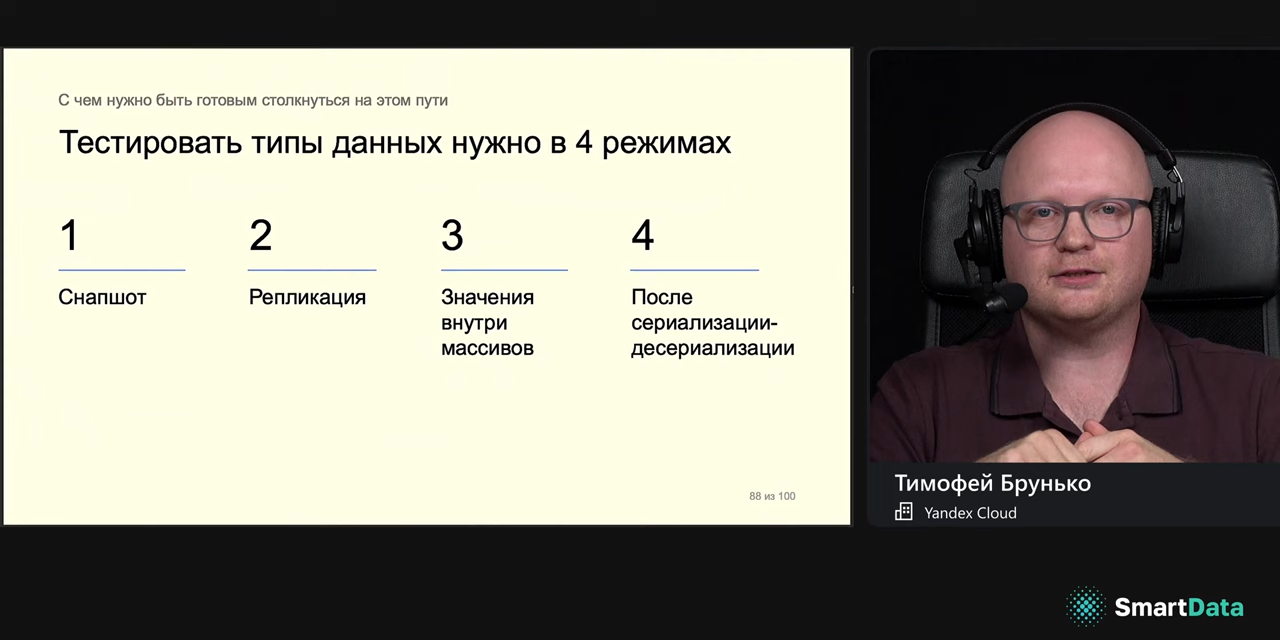 С чем нужно быть готовым столкнуться на этом пути
Тестировать типы данных нужно в 4 режимах
1
Снапшот
2
Репликация
3
Значения
внутри
массивов
4
После
сериализации-
десериализации
88 из 100
Тимофей Брунько
Yandex Cloud
SmartData